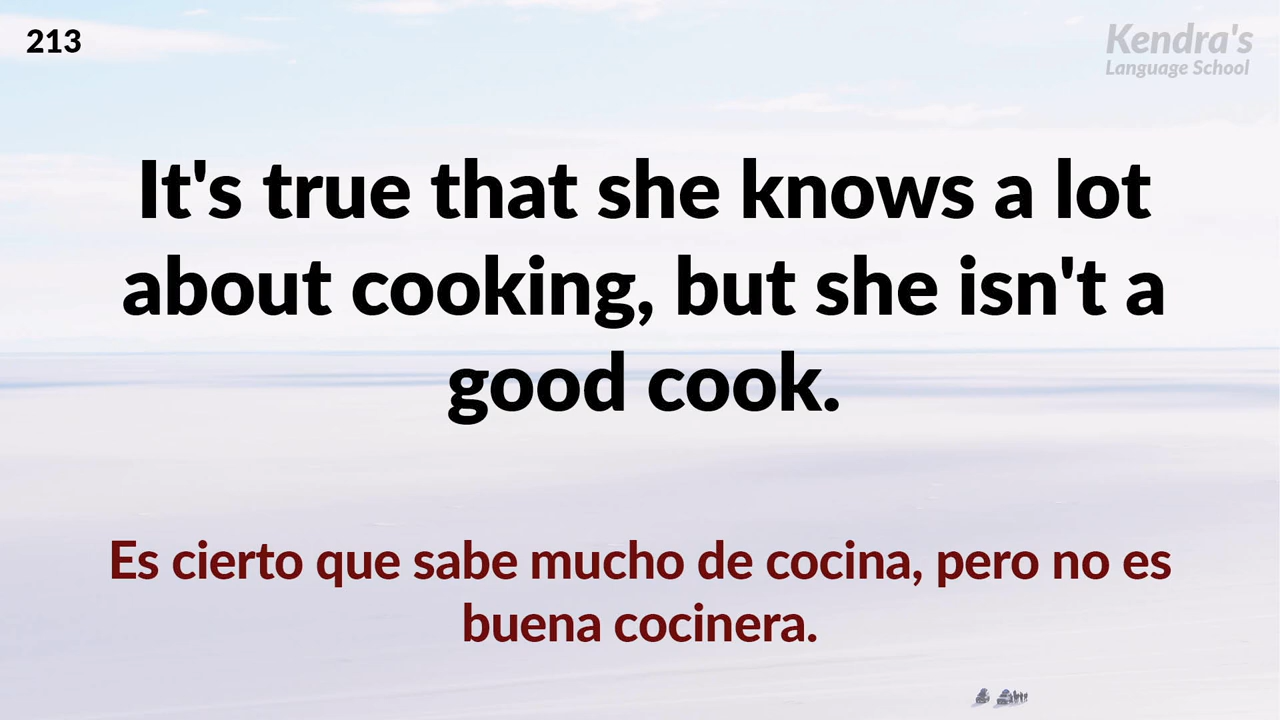 213
Kendra's
Language School
It's true that she knows a lot
about cooking, but she isn't a
good cook.
Es cierto que sabe mucho de cocina, pero no es
buena cocinera.